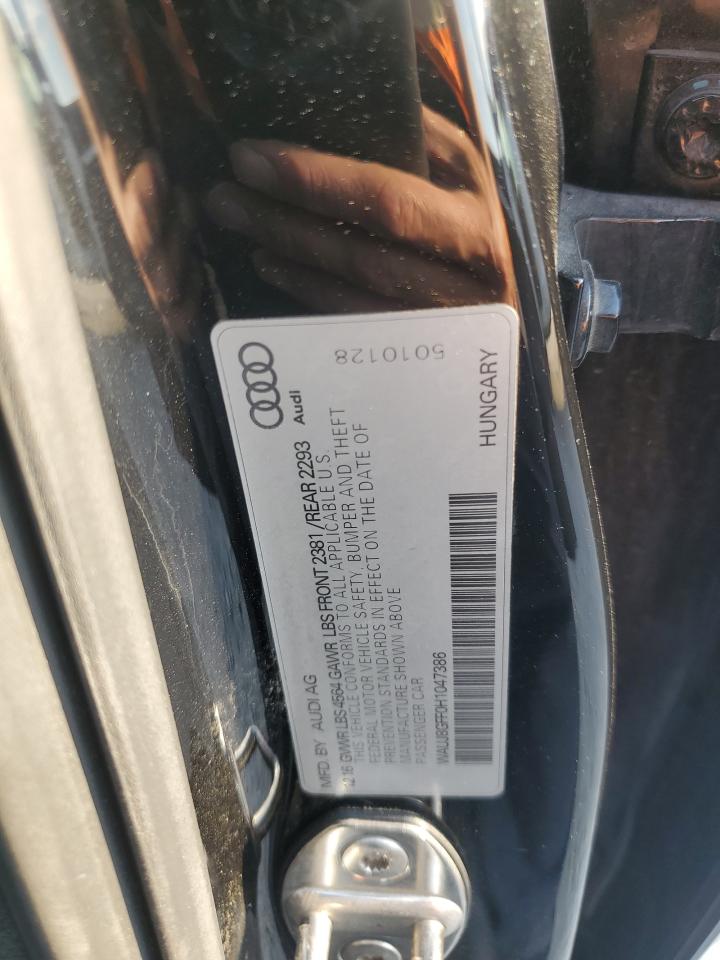 Audi
5010128
MFD. BY AUDI AG
12.16 GVWR LBS 4564 GAWR LBS FRONT 2381/REAR 2293
THIS VEHICLE CONFORMS TO ALL APPLICABLE U.S.
FEDERAL MOTOR VEHICLE SAFETY, BUMPER AND THEFT
PREVENTION STANDARDS IN EFFECT ON THE DATE OF
MANUFACTURE SHOWN ABOVE
PASSENGER CAR
WAUJ8GFF0H1047386
HUNGARY